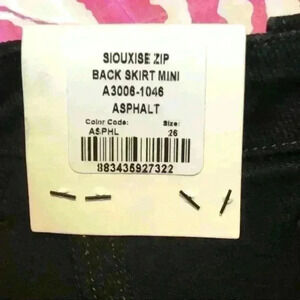 SIOUXISE ZIP
BACK SKIRT MINI
A3006-1046
ASPHALT
Color Code: Size:
ASPHL 26
883435927322